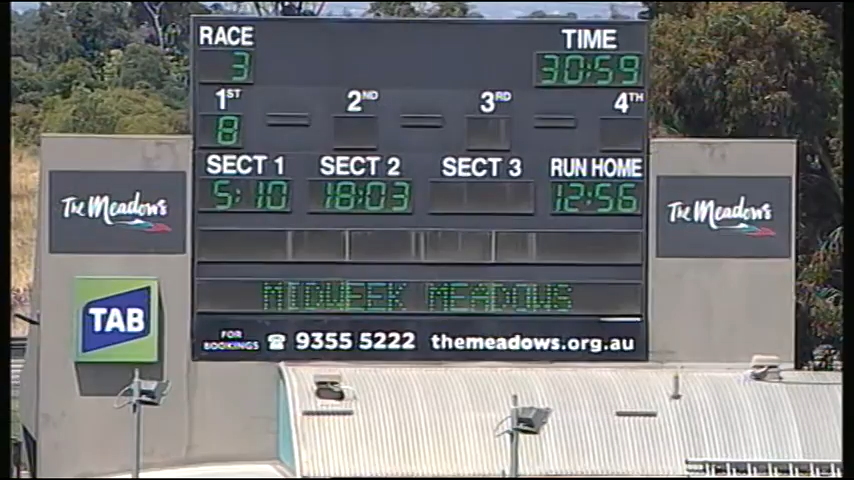 RACE TIME
3 30:59
1ST 2ND 3RD 4TH
8
SECT 1 SECT 2 SECT 3 RUN HOME
5:10 18:03 12:56
The Meadows The Meadows
MIDWEEK MEADOWS
TAB
FOR BOOKINGS ☎ 9355 5222 themeadows.org.au